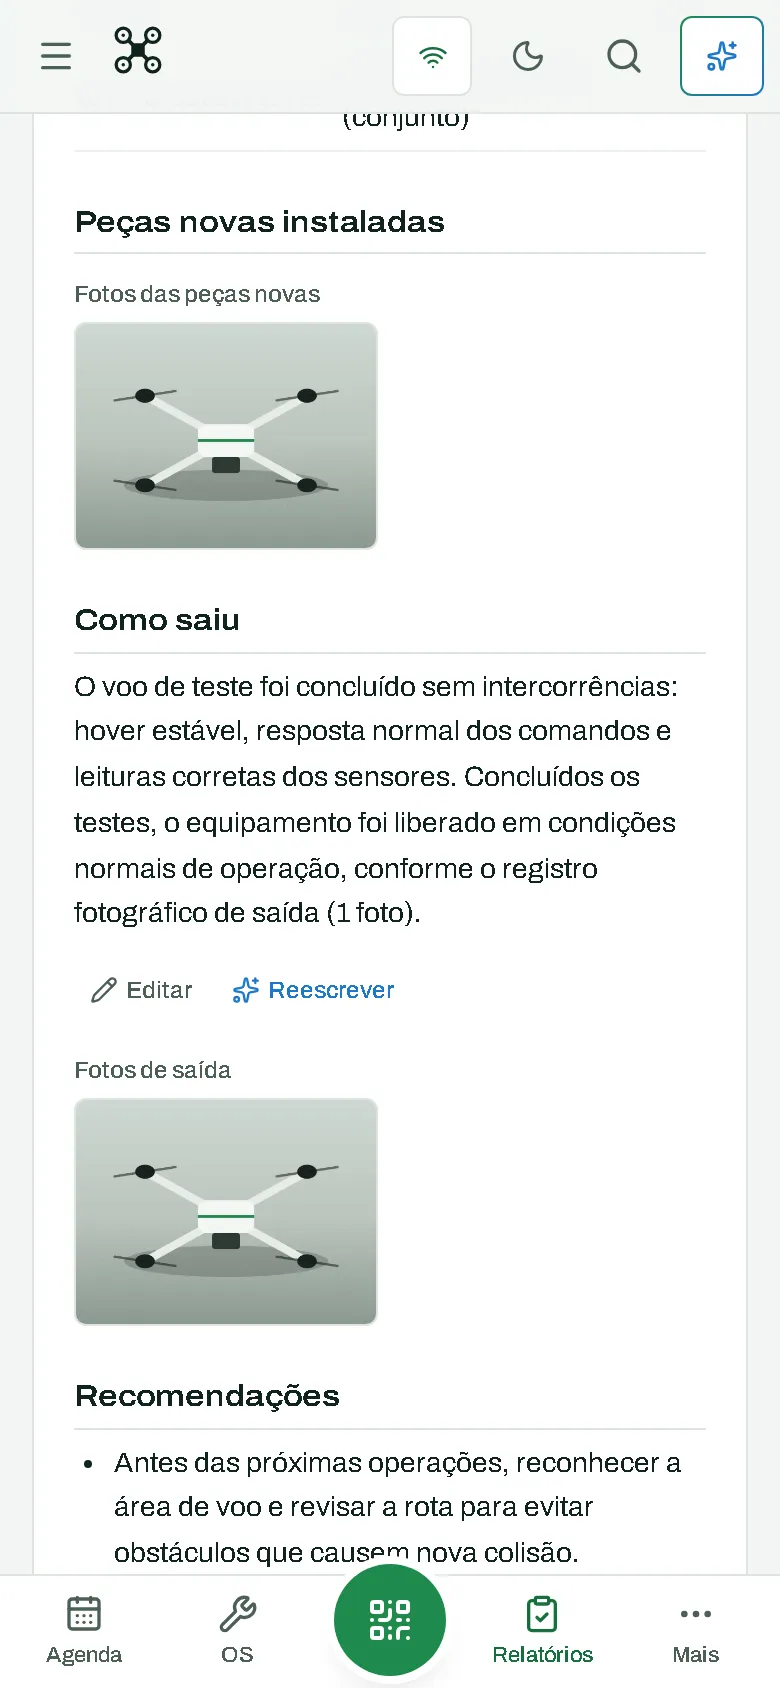 (conjunto)
Peças novas instaladas
Fotos das peças novas
Como saiu
O voo de teste foi concluído sem intercorrências:
hover estável, resposta normal dos comandos e
leituras corretas dos sensores. Concluídos os
testes, o equipamento foi liberado em condições
normais de operação, conforme o registro
fotográfico de saída (1 foto).
Editar
Reescrever
Fotos de saída
Recomendações
• Antes das próximas operações, reconhecer a
área de voo e revisar a rota para evitar
obstáculos que causem nova colisão.
Agenda
OS
Relatórios
Mais